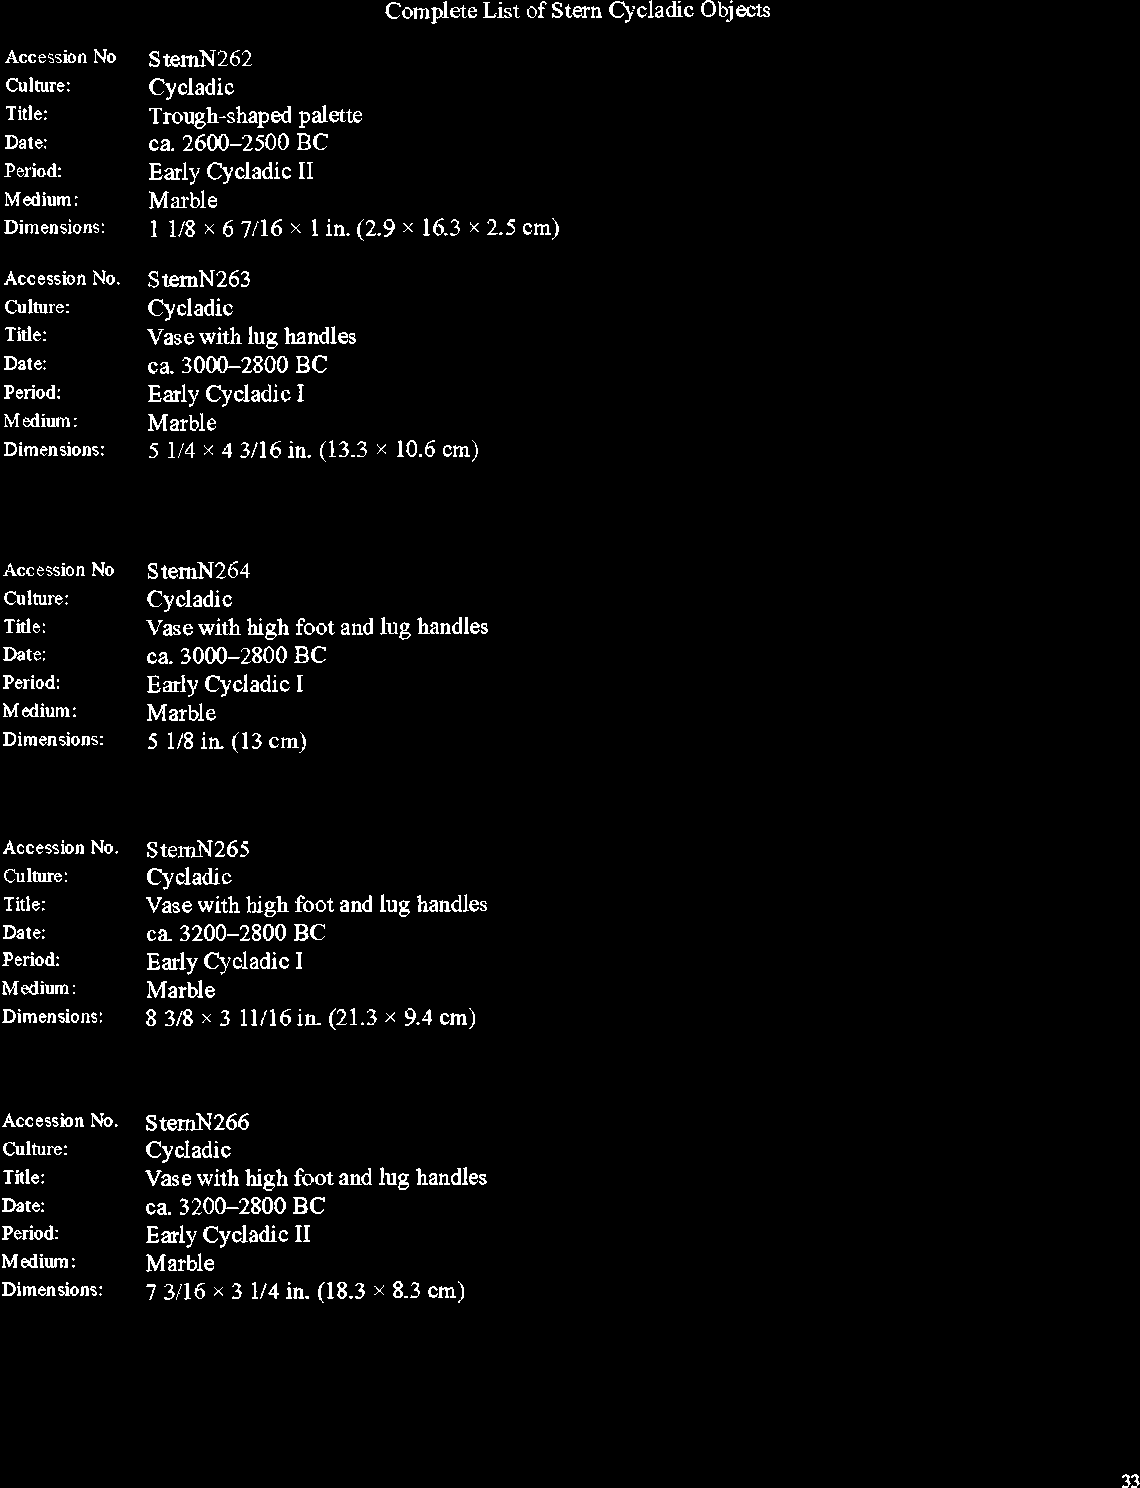 Complete List of Stern Cycladic Objects
Accession No SternN262
Culture: Cycladic
Title: Trough-shaped palette
Date: ca. 2600–2500 BC
Period: Early Cycladic II
Medium: Marble
Dimensions: 1 1/8 × 6 7/16 × 1 in. (2.9 × 16.3 × 2.5 cm)
Accession No. SternN263
Culture: Cycladic
Title: Vase with lug handles
Date: ca. 3000–2800 BC
Period: Early Cycladic I
Medium: Marble
Dimensions: 5 1/4 × 4 3/16 in. (13.3 × 10.6 cm)
Accession No SternN264
Culture: Cycladic
Title: Vase with high foot and lug handles
Date: ca. 3000–2800 BC
Period: Early Cycladic I
Medium: Marble
Dimensions: 5 1/8 in. (13 cm)
Accession No. SternN265
Culture: Cycladic
Title: Vase with high foot and lug handles
Date: ca. 3200–2800 BC
Period: Early Cycladic I
Medium: Marble
Dimensions: 8 3/8 × 3 11/16 in. (21.3 × 9.4 cm)
Accession No. SternN266
Culture: Cycladic
Title: Vase with high foot and lug handles
Date: ca. 3200–2800 BC
Period: Early Cycladic II
Medium: Marble
Dimensions: 7 3/16 × 3 1/4 in. (18.3 × 8.3 cm)
33